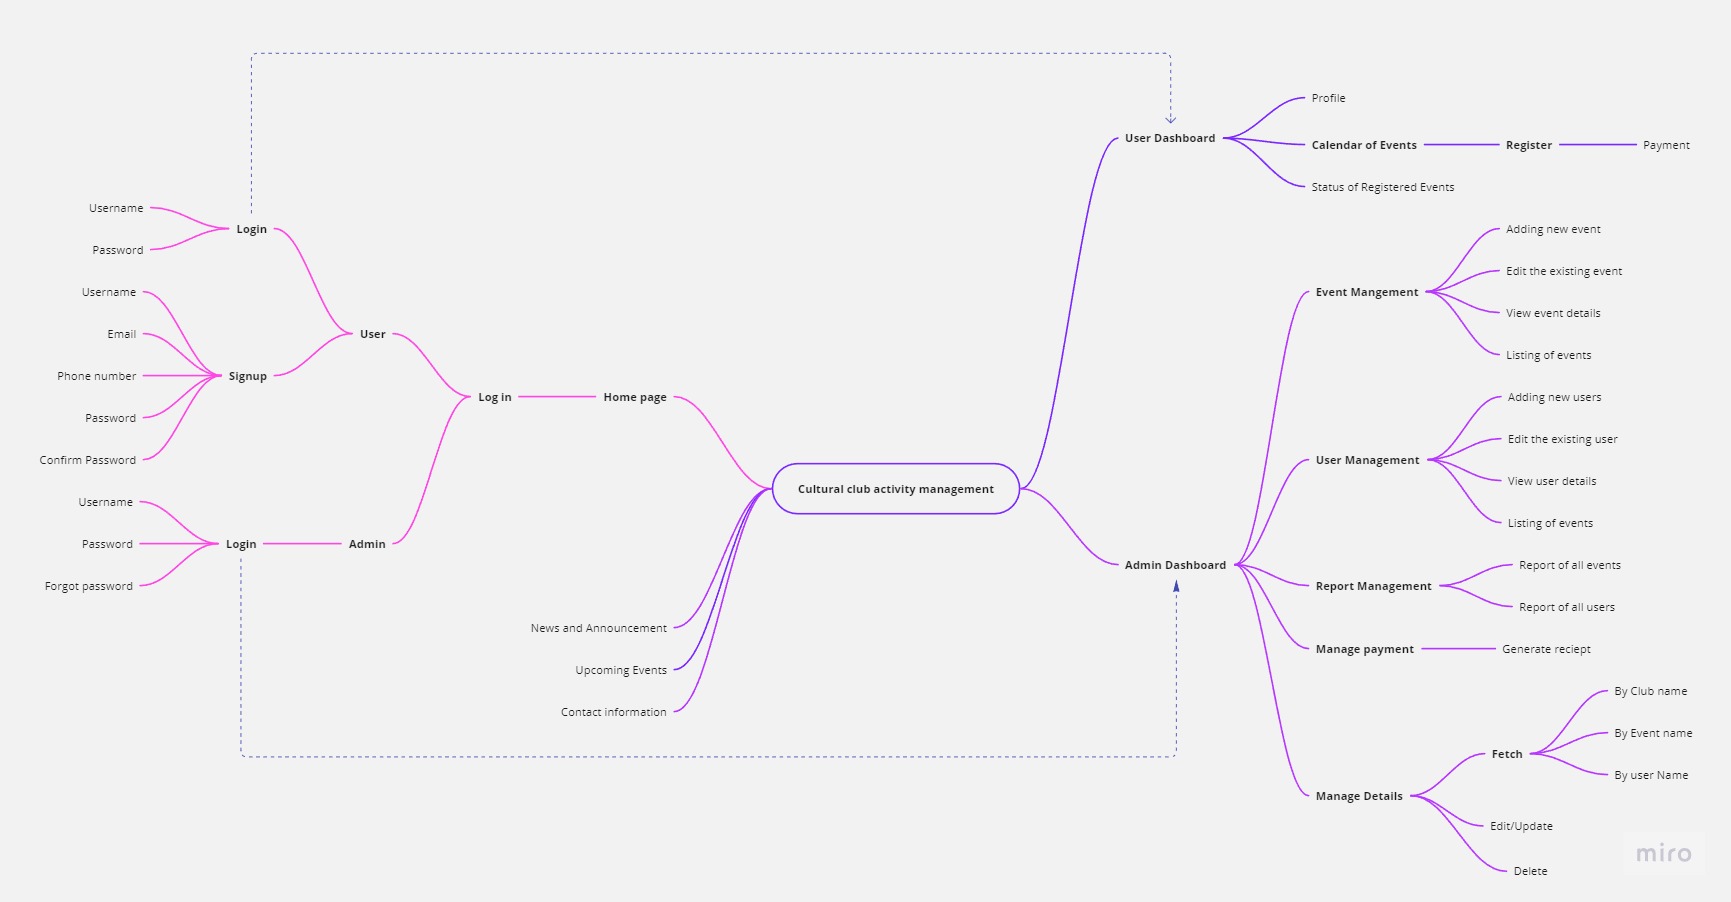 Profile
User Dashboard
Calendar of Events
Register
Payment
Status of Registered Events
Username
Login
Password
Username
Email
User
Phone number
Signup
Password
Confirm Password
Log in
Home page
Username
Password
Login
Admin
Forgot password
Cultural club activity management
News and Announcement
Upcoming Events
Contact information
Admin Dashboard
Adding new event
Edit the existing event
Event Mangement
View event details
Listing of events
Adding new users
Edit the existing user
User Management
View user details
Listing of events
Report of all events
Report Management
Report of all users
Manage payment
Generate reciept
By Club name
By Event name
Fetch
By user Name
Manage Details
Edit/Update
Delete
miro